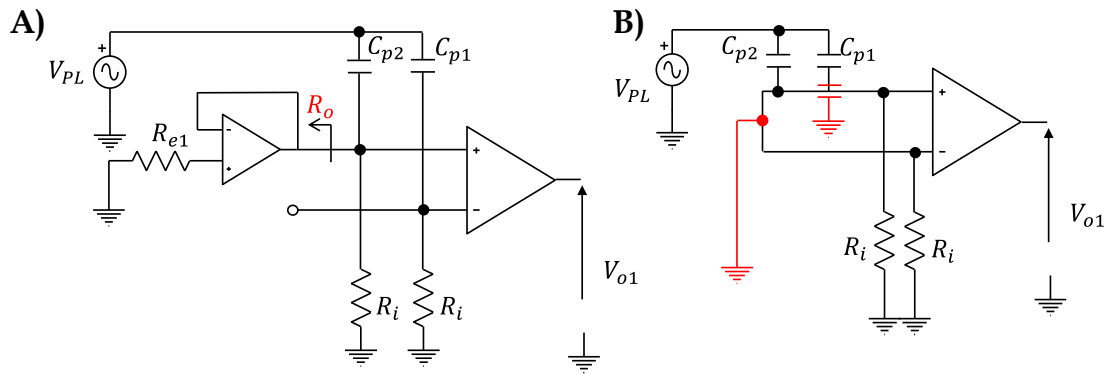 A)
V_PL
+
R_e1
-
+
R_o
C_p2
C_p1
+
−
R_i
R_i
V_o1
B)
V_PL
+
C_p2
C_p1
+
−
R_i
R_i
V_o1